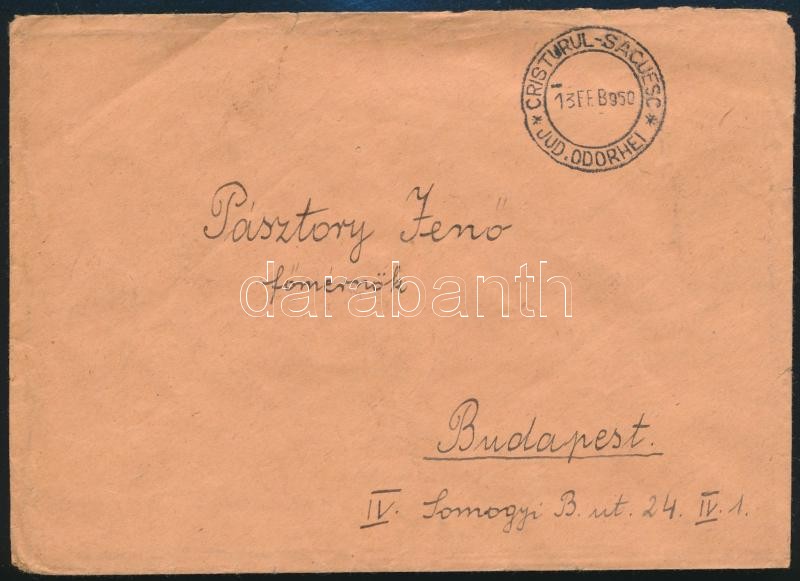 * CRISTURUL-SACUESC *
13 FEB 950
JUD. ODORHEI
Pásztory Jenő
főmérnök
darabanth
Budapest.
IV. Somogyi B. ut. 24. IV. 1.